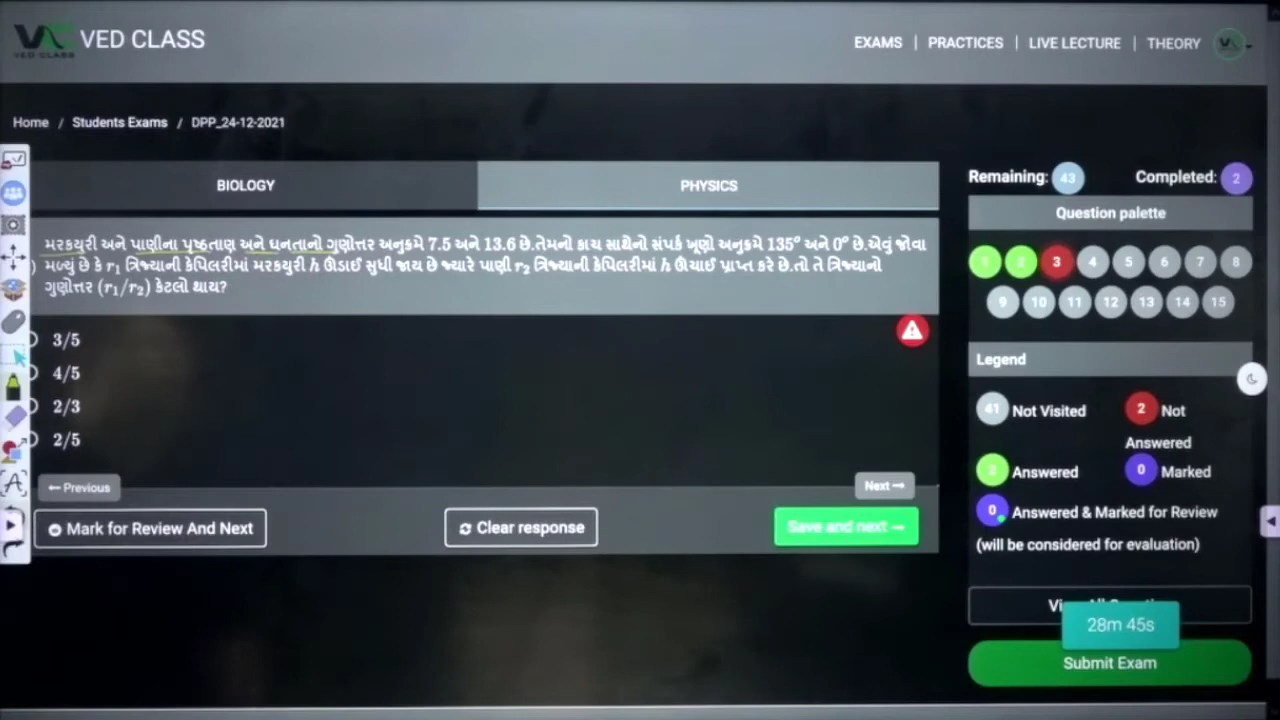 VED CLASS
VED CLASS
EXAMS | PRACTICES | LIVE LECTURE | THEORY
Home / Students Exams / DPP_24-12-2021
BIOLOGY
PHYSICS
મરકયુરી અને પાણીના પૃષ્ઠતાણ અને ઘનતાનો ગુણોત્તર અનુક્રમે 7.5 અને 13.6 છે.તેમનો કાચ સાથેનો સંપર્ક ખૂણો અનુક્રમે 135° અને 0° છે.એવું જોવા
મળ્યું છે કે r₁ ત્રિજ્યાની કેપિલરીમાં મરકયુરી h ઊંડાઈ સુધી જાય છે જ્યારે પાણી r₂ ત્રિજ્યાની કેપિલરીમાં h ઊંચાઈ પ્રાપ્ત કરે છે.તો તે ત્રિજ્યાનો
ગુણોત્તર (r₁/r₂) કેટલો થાય?
3/5
4/5
2/3
2/5
← Previous
Next →
Mark for Review And Next
Clear response
Save and next →
Remaining: 43 Completed: 2
Question palette
1 2 3 4 5 6 7 8
9 10 11 12 13 14 15
Legend
41 Not Visited
2 Not
Answered
2 Answered
0 Marked
0 Answered & Marked for Review
(will be considered for evaluation)
28m 45s
Submit Exam